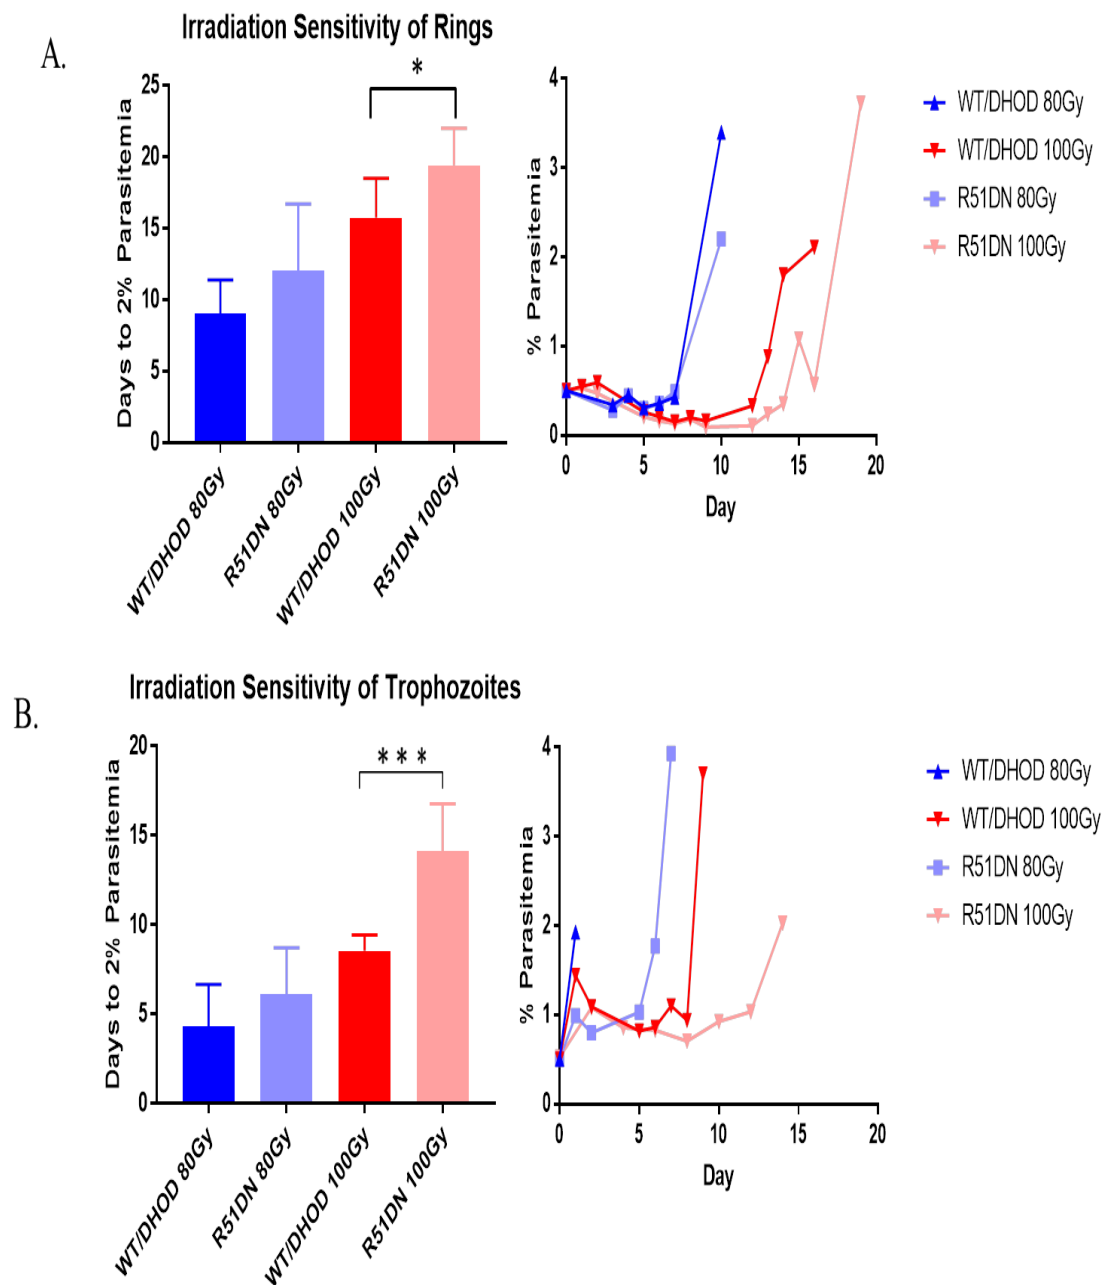 Irradiation Sensitivity of Rings
A.
*
25
20
15
10
5
0
Days to 2% Parasitemia
WT/DHOD 80Gy
R51DN 80Gy
WT/DHOD 100Gy
R51DN 100Gy
4
3
2
1
0
% Parasitemia
0 5 10 15 20
Day
WT/DHOD 80Gy
WT/DHOD 100Gy
R51DN 80Gy
R51DN 100Gy
Irradiation Sensitivity of Trophozoites
B.
***
20
15
10
5
0
Days to 2% Parasitemia
WT/DHOD 80Gy
R51DN 80Gy
WT/DHOD 100Gy
R51DN 100Gy
4
3
2
1
0
% Parasitemia
0 5 10 15 20
Day
WT/DHOD 80Gy
WT/DHOD 100Gy
R51DN 80Gy
R51DN 100Gy